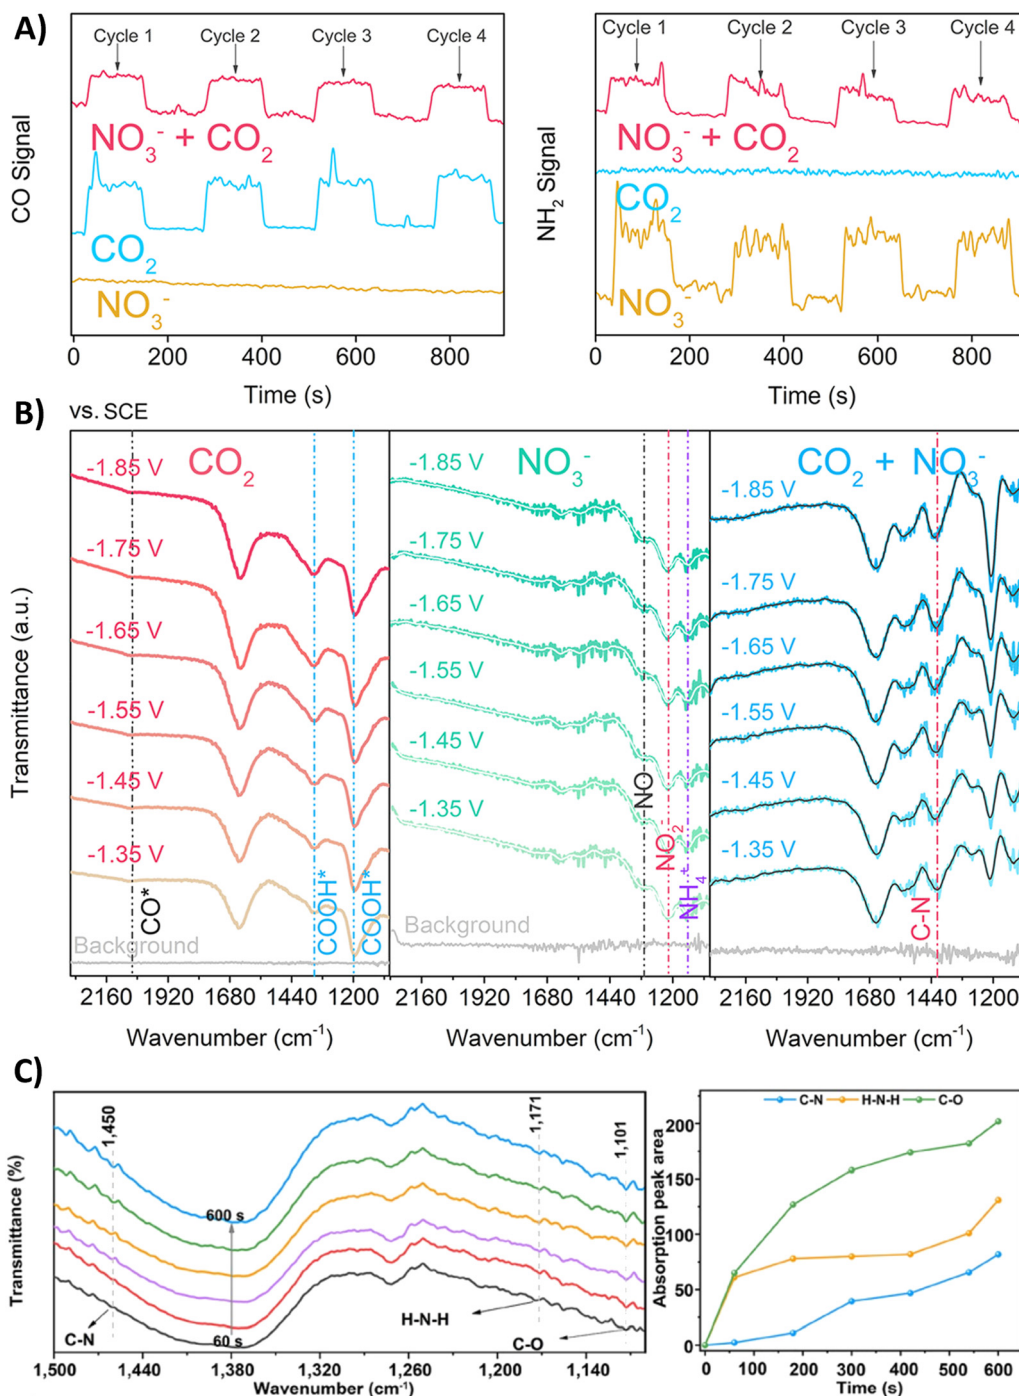 A)
Cycle 1
Cycle 2
Cycle 3
Cycle 4
CO Signal
NO3- + CO2
CO2
NO3-
0 200 400 600 800
Time (s)
Cycle 1
Cycle 2
Cycle 3
Cycle 4
NH2 Signal
NO3- + CO2
CO2
NO3-
0 200 400 600 800
Time (s)
B)
vs. SCE
Transmittance (a.u.)
CO2
-1.85 V
-1.75 V
-1.65 V
-1.55 V
-1.45 V
-1.35 V
CO*
COOH*
COOH*
Background
2160 1920 1680 1440 1200
Wavenumber (cm-1)
NO3-
-1.85 V
-1.75 V
-1.65 V
-1.55 V
-1.45 V
-1.35 V
NO
NO2
NH4+
Background
2160 1920 1680 1440 1200
Wavenumber (cm-1)
CO2 + NO3-
-1.85 V
-1.75 V
-1.65 V
-1.55 V
-1.45 V
-1.35 V
C-N
2160 1920 1680 1440 1200
Wavenumber (cm-1)
C)
Transmittance (%)
1,450
1,171
1,101
600 s
60 s
C-N
H-N-H
C-O
1,500 1,440 1,380 1,320 1,260 1,200 1,140
Wavenumber (cm-1)
C-N H-N-H C-O
Absorption peak area
200
150
100
50
0
0 100 200 300 400 500 600
Time (s)